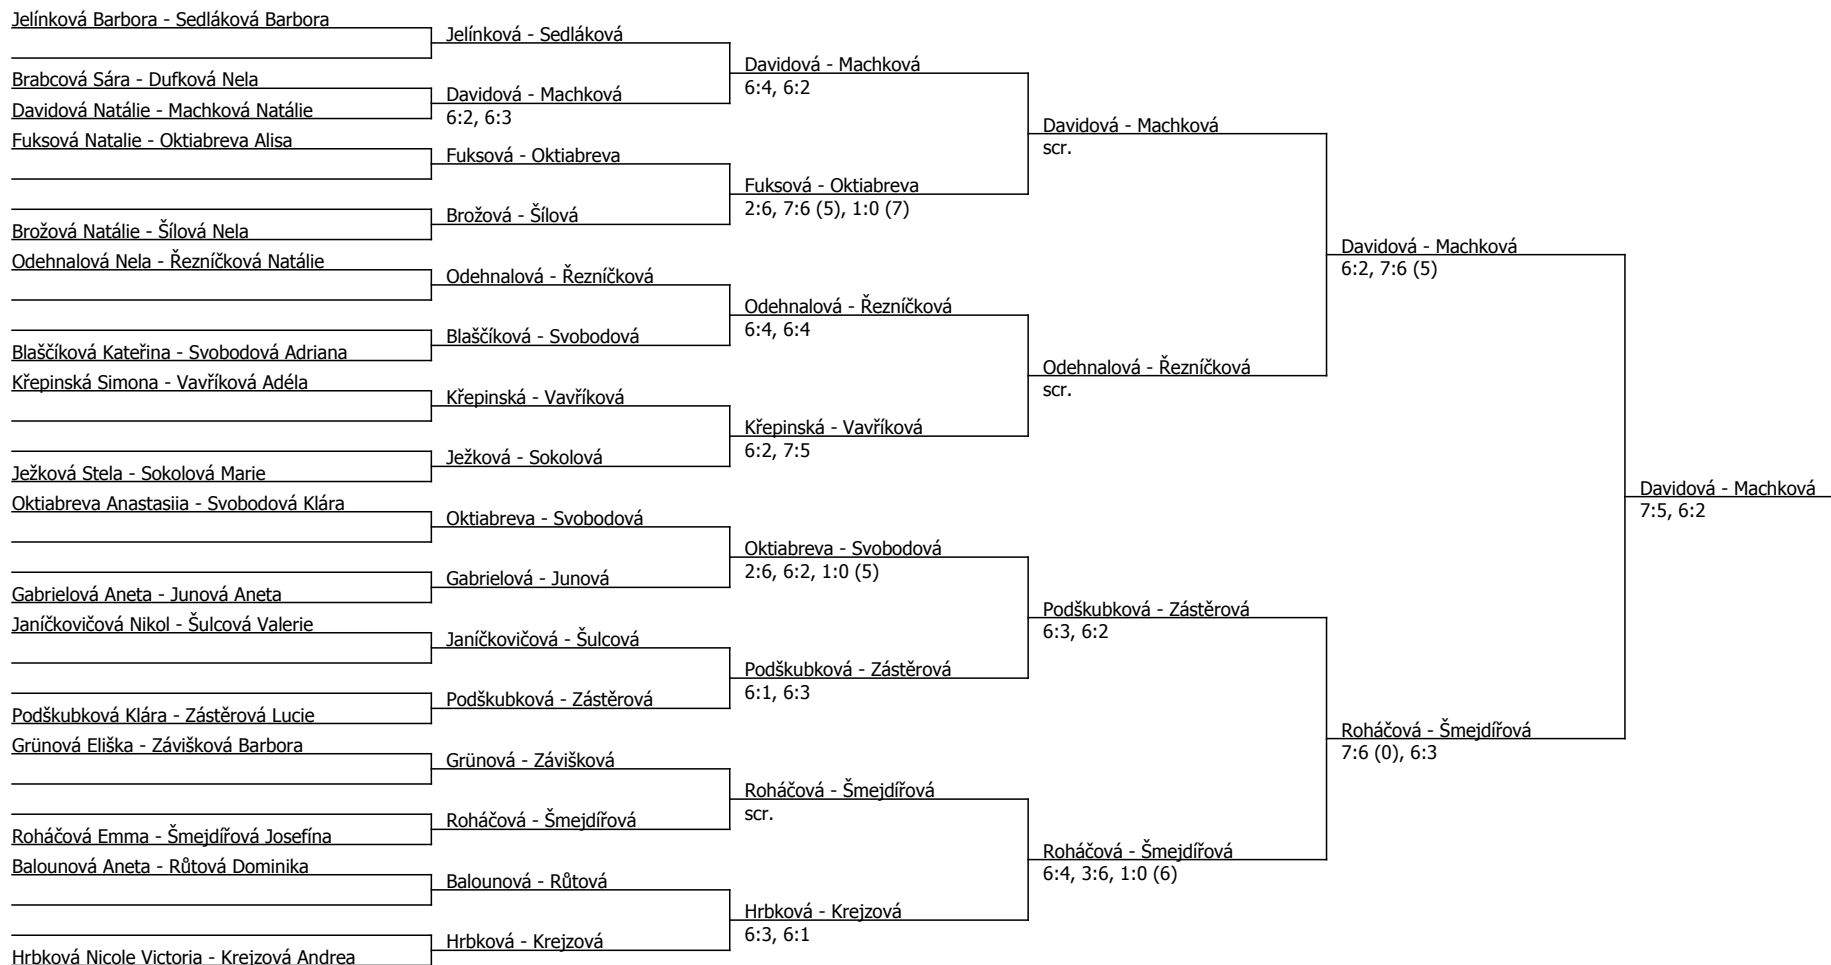 Jelínková Barbora - Sedláková Barbora
Brabcová Sára - Dufková Nela
Davidová Natálie - Machková Natálie
Fuksová Natalie - Oktiabreva Alisa
Brožová Natálie - Šílová Nela
Odehnalová Nela - Řezníčková Natálie
Blaščíková Kateřina - Svobodová Adriana
Křepinská Simona - Vavříková Adéla
Ježková Stela - Sokolová Marie
Oktiabreva Anastasiia - Svobodová Klára
Gabrielová Aneta - Junová Aneta
Janíčkovičová Nikol - Šulcová Valerie
Podškubková Klára - Zástěrová Lucie
Grünová Eliška - Závišková Barbora
Roháčová Emma - Šmejdířová Josefína
Balounová Aneta - Růtová Dominika
Hrbková Nicole Victoria - Krejzová Andrea
Jelínková - Sedláková
Davidová - Machková
6:2, 6:3
Fuksová - Oktiabreva
Brožová - Šílová
Odehnalová - Řezníčková
Blaščíková - Svobodová
Křepinská - Vavříková
Ježková - Sokolová
Oktiabreva - Svobodová
Gabrielová - Junová
Janíčkovičová - Šulcová
Podškubková - Zástěrová
Grünová - Závišková
Roháčová - Šmejdířová
Balounová - Růtová
Hrbková - Krejzová
Davidová - Machková
6:4, 6:2
Fuksová - Oktiabreva
2:6, 7:6 (5), 1:0 (7)
Odehnalová - Řezníčková
6:4, 6:4
Křepinská - Vavříková
6:2, 7:5
Oktiabreva - Svobodová
2:6, 6:2, 1:0 (5)
Podškubková - Zástěrová
6:1, 6:3
Roháčová - Šmejdířová
scr.
Hrbková - Krejzová
6:3, 6:1
Davidová - Machková
scr.
Odehnalová - Řezníčková
scr.
Podškubková - Zástěrová
6:3, 6:2
Roháčová - Šmejdířová
6:4, 3:6, 1:0 (6)
Davidová - Machková
6:2, 7:6 (5)
Roháčová - Šmejdířová
7:6 (0), 6:3
Davidová - Machková
7:5, 6:2